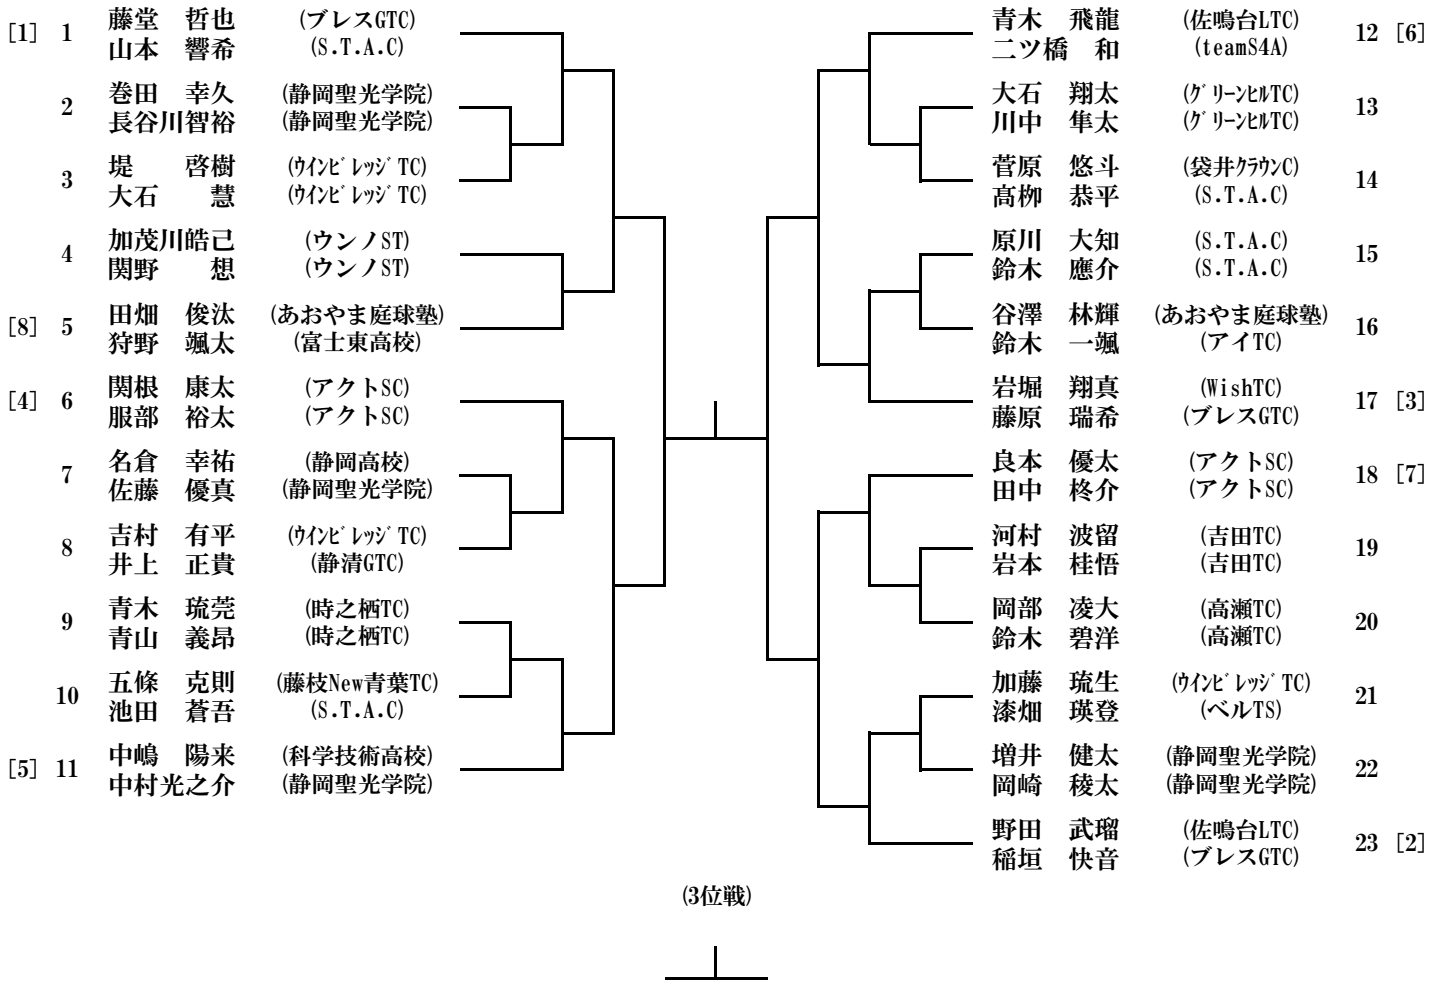 [1] 1 藤堂 哲也 (ブレスGTC)
山本 響希 (S.T.A.C)
2 巻田 幸久 (静岡聖光学院)
長谷川智裕 (静岡聖光学院)
3 堤 啓樹 (ウインビレッジTC)
大石 慧 (ウインビレッジTC)
4 加茂川皓己 (ウンノST)
関野 想 (ウンノST)
[8] 5 田畑 俊汰 (あおやま庭球塾)
狩野 颯太 (富士東高校)
[4] 6 関根 康太 (アクトSC)
服部 裕太 (アクトSC)
7 名倉 幸祐 (静岡高校)
佐藤 優真 (静岡聖光学院)
8 吉村 有平 (ウインビレッジTC)
井上 正貴 (静清GTC)
9 青木 琉莞 (時之栖TC)
青山 義昂 (時之栖TC)
10 五條 克則 (藤枝New青葉TC)
池田 蒼吾 (S.T.A.C)
[5] 11 中嶋 陽来 (科学技術高校)
中村光之介 (静岡聖光学院)
青木 飛龍 (佐鳴台LTC) 12 [6]
二ツ橋 和 (teamS4A)
大石 翔太 (グリーンヒルTC) 13
川中 隼太 (グリーンヒルTC)
菅原 悠斗 (袋井クラウンC) 14
高栁 恭平 (S.T.A.C)
原川 大知 (S.T.A.C) 15
鈴木 應介 (S.T.A.C)
谷澤 林輝 (あおやま庭球塾) 16
鈴木 一颯 (アイTC)
岩堀 翔真 (WishTC) 17 [3]
藤原 瑞希 (ブレスGTC)
良本 優太 (アクトSC) 18 [7]
田中 柊介 (アクトSC)
河村 波留 (吉田TC) 19
岩本 桂悟 (吉田TC)
岡部 凌大 (高瀬TC) 20
鈴木 碧洋 (高瀬TC)
加藤 琉生 (ウインビレッジTC) 21
漆畑 瑛登 (ベルTS)
増井 健太 (静岡聖光学院) 22
岡崎 稜太 (静岡聖光学院)
野田 武瑠 (佐鳴台LTC) 23 [2]
稲垣 快音 (ブレスGTC)
(3位戦)